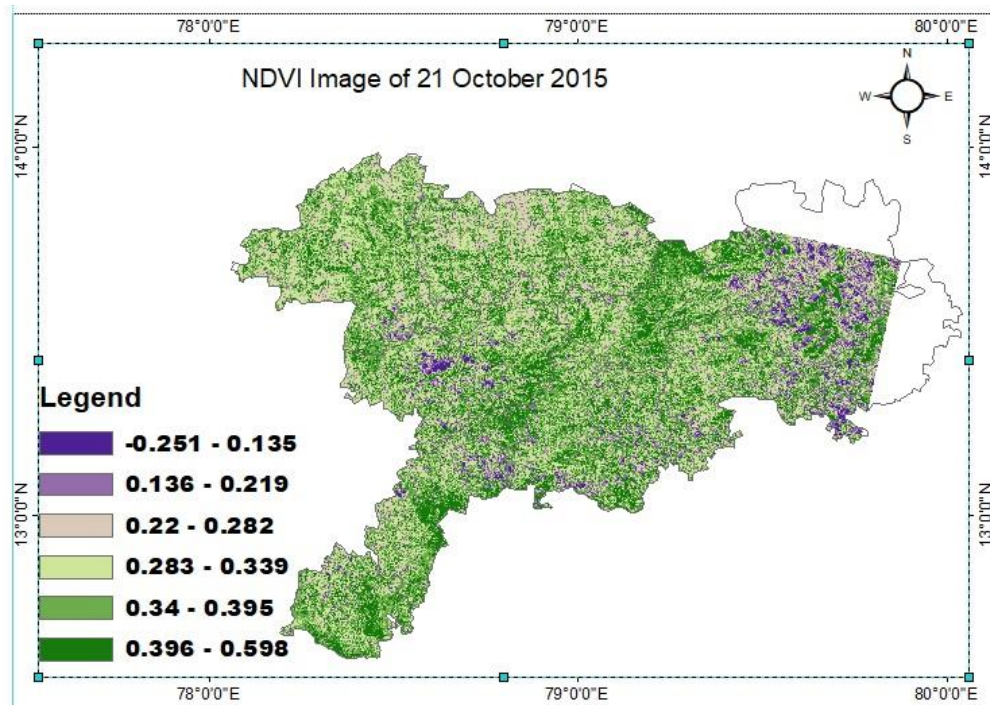 78°0'0"E 79°0'0"E 80°0'0"E
NDVI Image of 21 October 2015
N
W E
S
14°0'0"N 14°0'0"N
Legend
-0.251 - 0.135
0.136 - 0.219
0.22 - 0.282
0.283 - 0.339
0.34 - 0.395
0.396 - 0.598
13°0'0"N 13°0'0"N
78°0'0"E 79°0'0"E 80°0'0"E